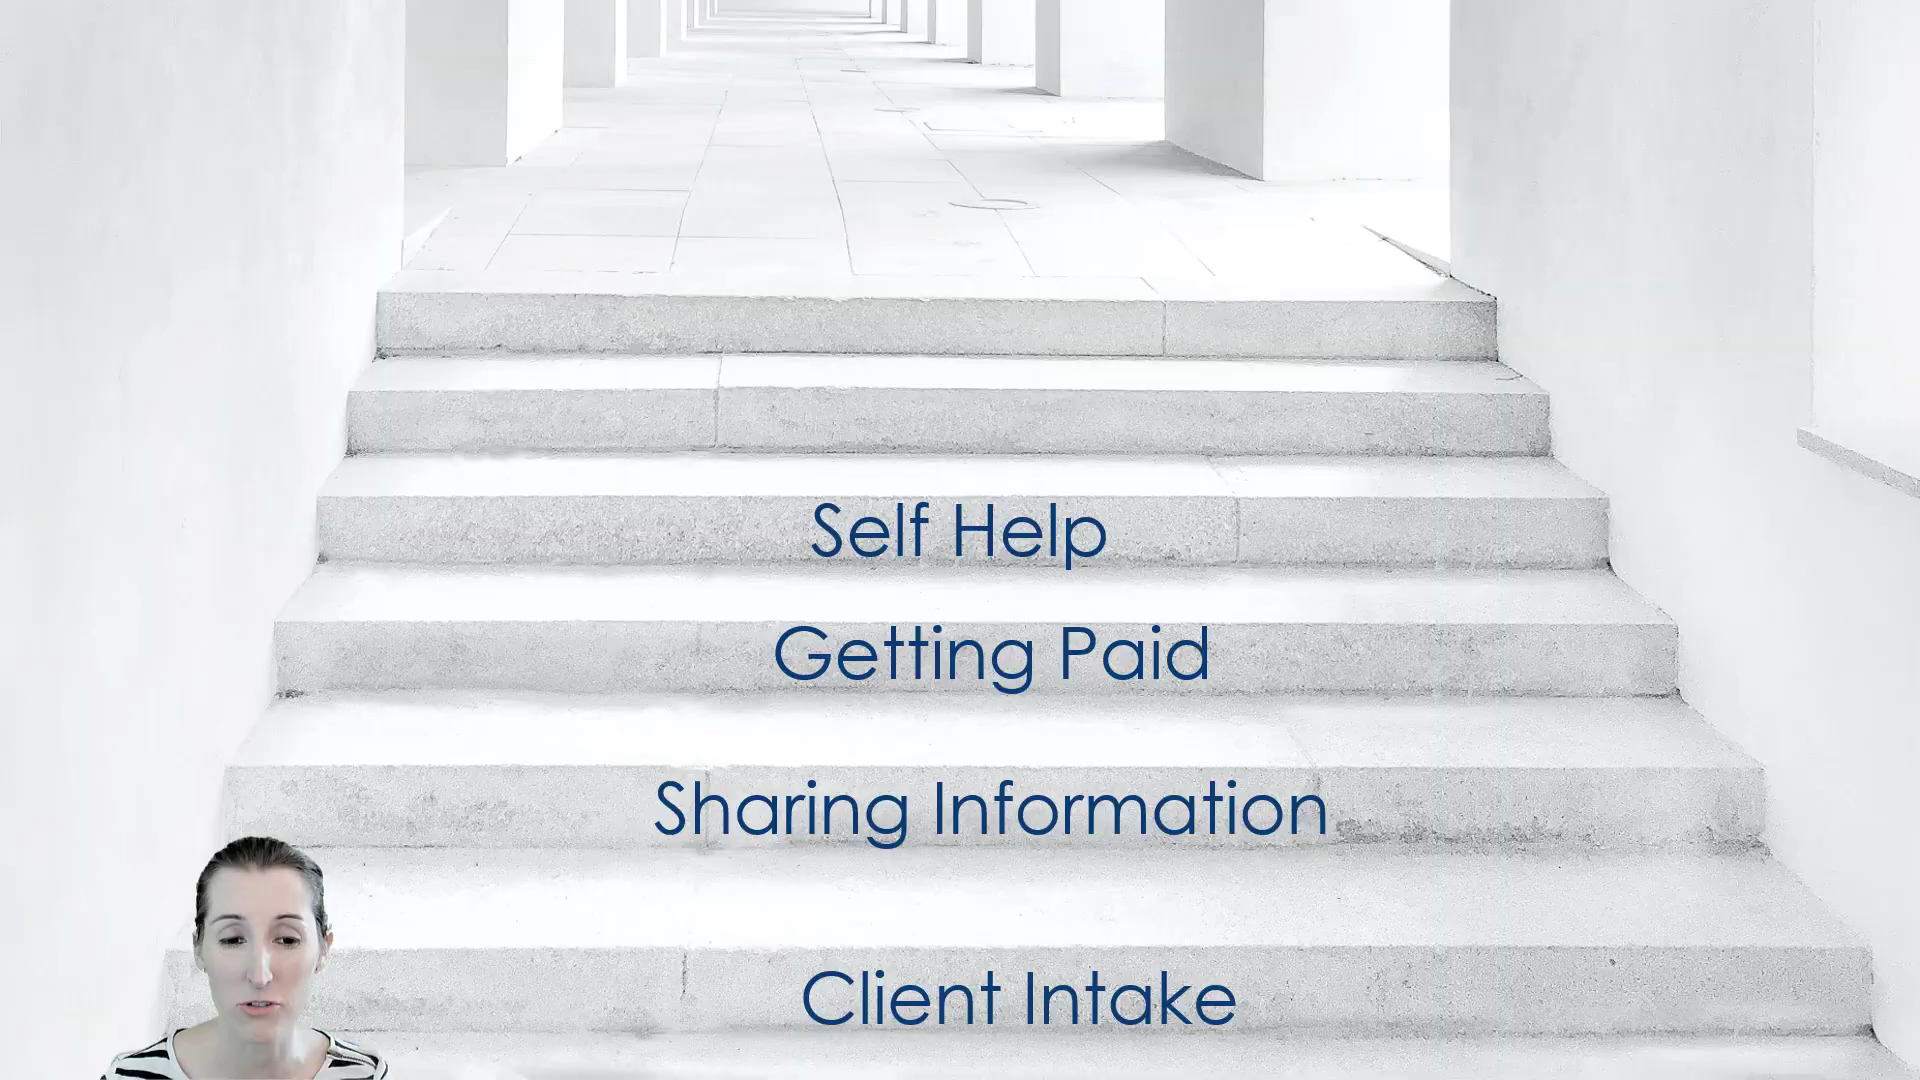 Self Help
Getting Paid
Sharing Information
Client Intake